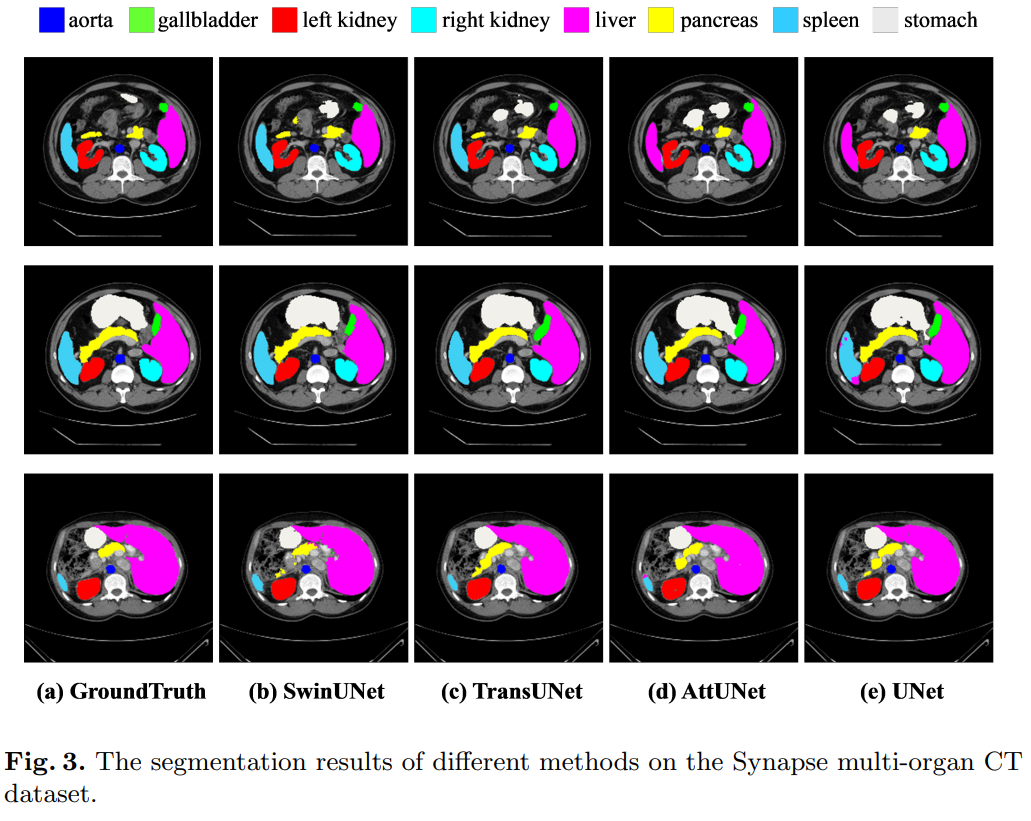 aorta gallbladder left kidney right kidney liver pancreas spleen stomach
(a) GroundTruth (b) SwinUNet (c) TransUNet (d) AttUNet (e) UNet
Fig. 3. The segmentation results of different methods on the Synapse multi-organ CT
dataset.